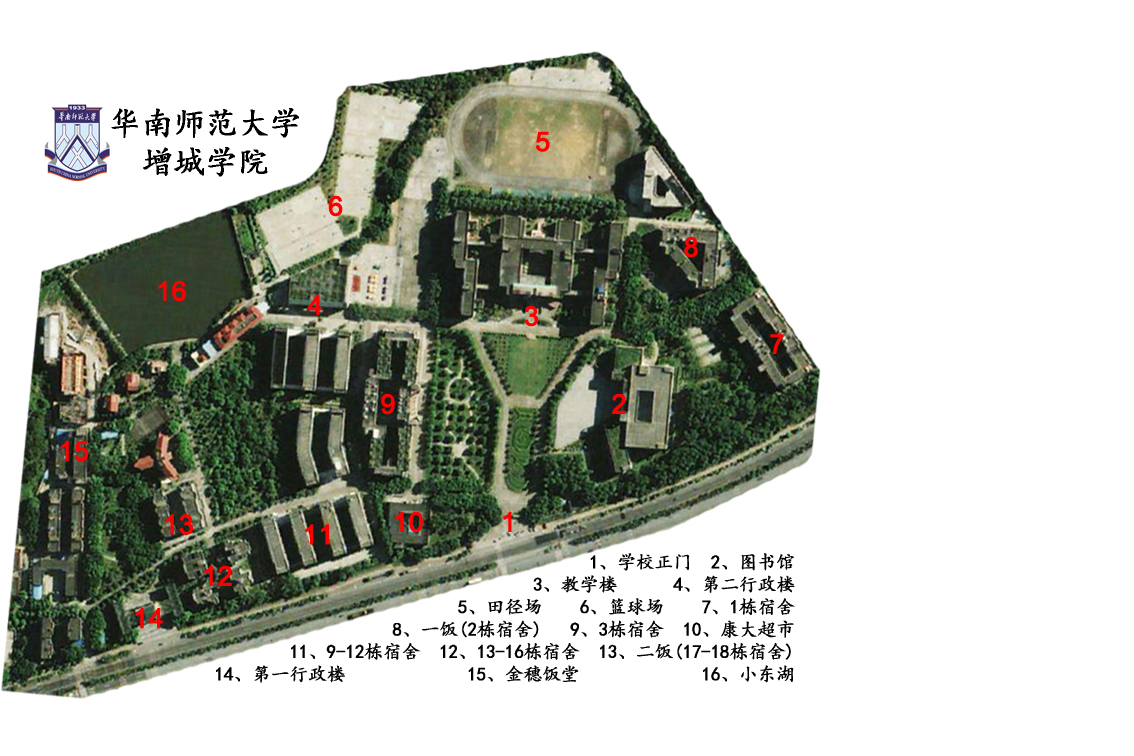 1933
华南师范大学
SOUTH CHINA NORMAL UNIVERSITY
华南师范大学
增城学院
5
6
8
16
4
3
7
2
9
15
10
1
13
11
12
14
1、学校正门 2、图书馆
3、教学楼 4、第二行政楼
5、田径场 6、篮球场 7、1栋宿舍
8、一饭(2栋宿舍) 9、3栋宿舍 10、康大超市
11、9-12栋宿舍 12、13-16栋宿舍 13、二饭(17-18栋宿舍)
14、第一行政楼 15、金穗饭堂 16、小东湖